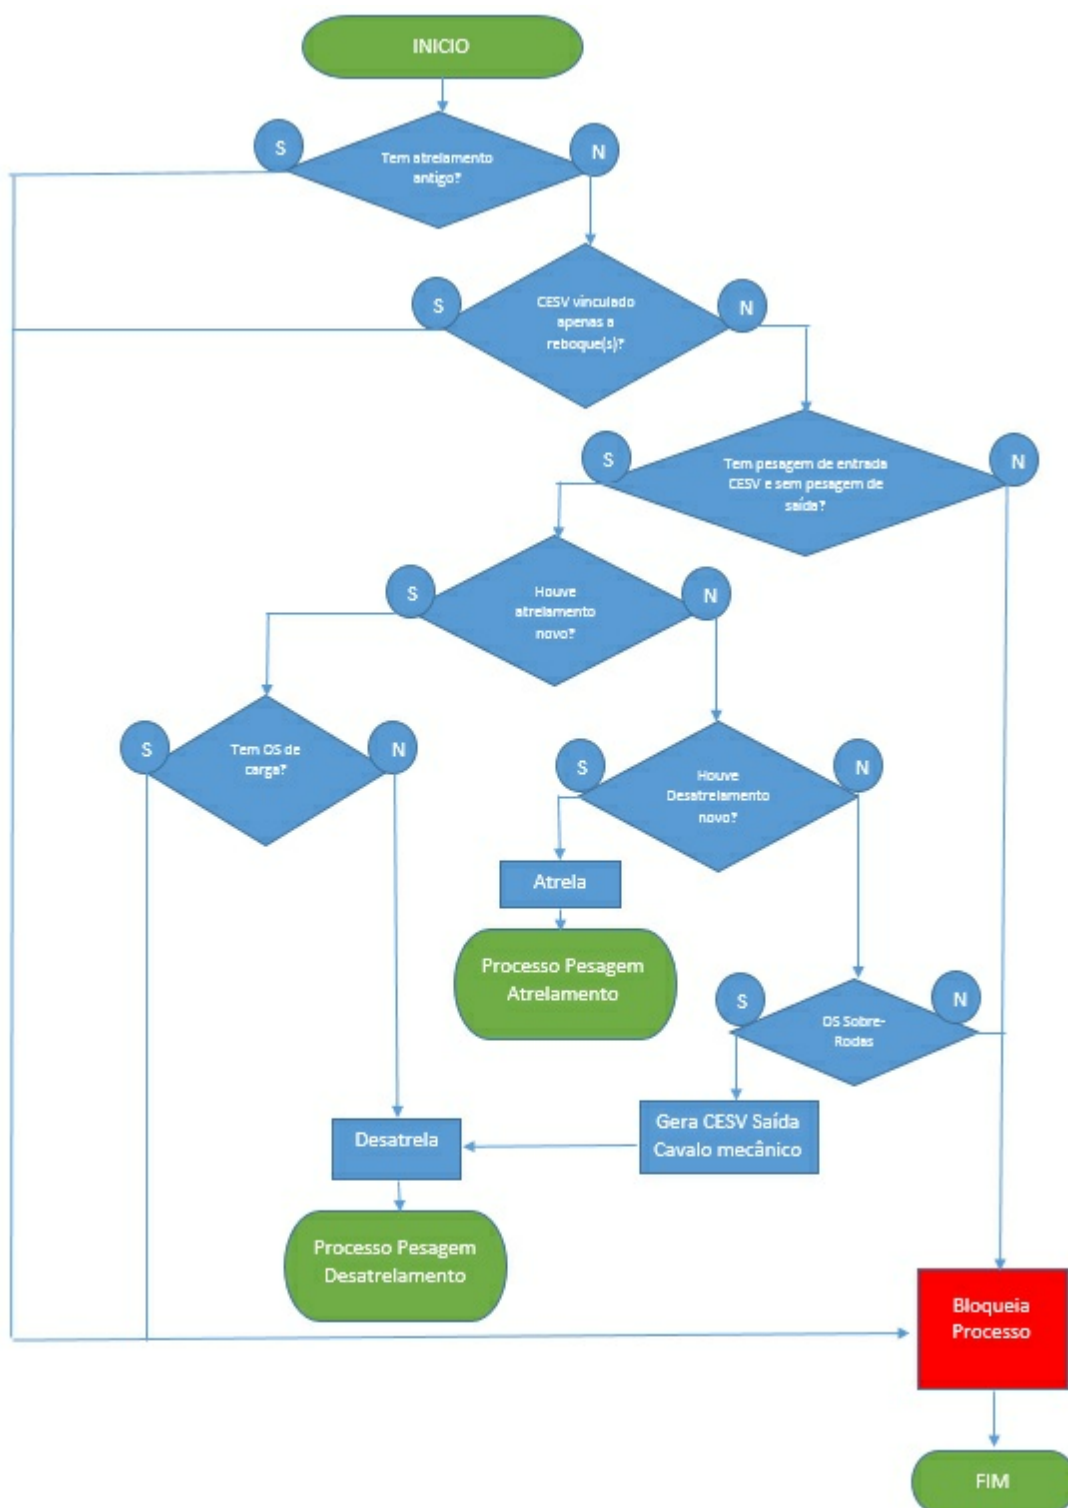 INICIO
S
N
Tem atrelamento
antigo?
S
N
CESV vinculado
apenas a
reboque(s)?
S
N
Tem pesagem de entrada
CESV e sem pesagem de
saída?
S
N
Houve
atrelamento
novo?
S
N
Tem OS de
carga?
S
N
Houve
Desatrelamento
novo?
Atrela
Processo Pesagem
Atrelamento
S
N
OS Sobre-
Rodas
Gera CESV Saída
Cavalo mecânico
Desatrela
Processo Pesagem
Desatrelamento
Bloqueia
Processo
FIM